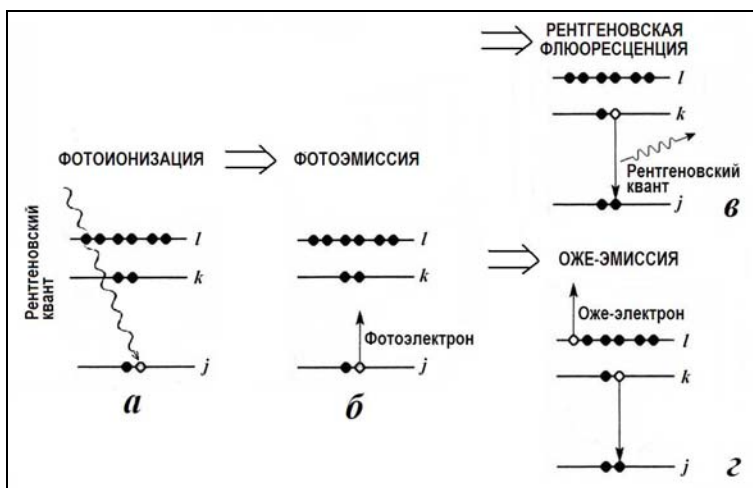 ФОТОИОНИЗАЦИЯ
Рентгеновский
квант
l
k
j
а
ФОТОЭМИССИЯ
l
k
Фотоэлектрон
j
б
РЕНТГЕНОВСКАЯ
ФЛЮОРЕСЦЕНЦИЯ
l
k
Рентгеновский
квант
j
в
ОЖЕ-ЭМИССИЯ
Оже-электрон
l
k
j
г